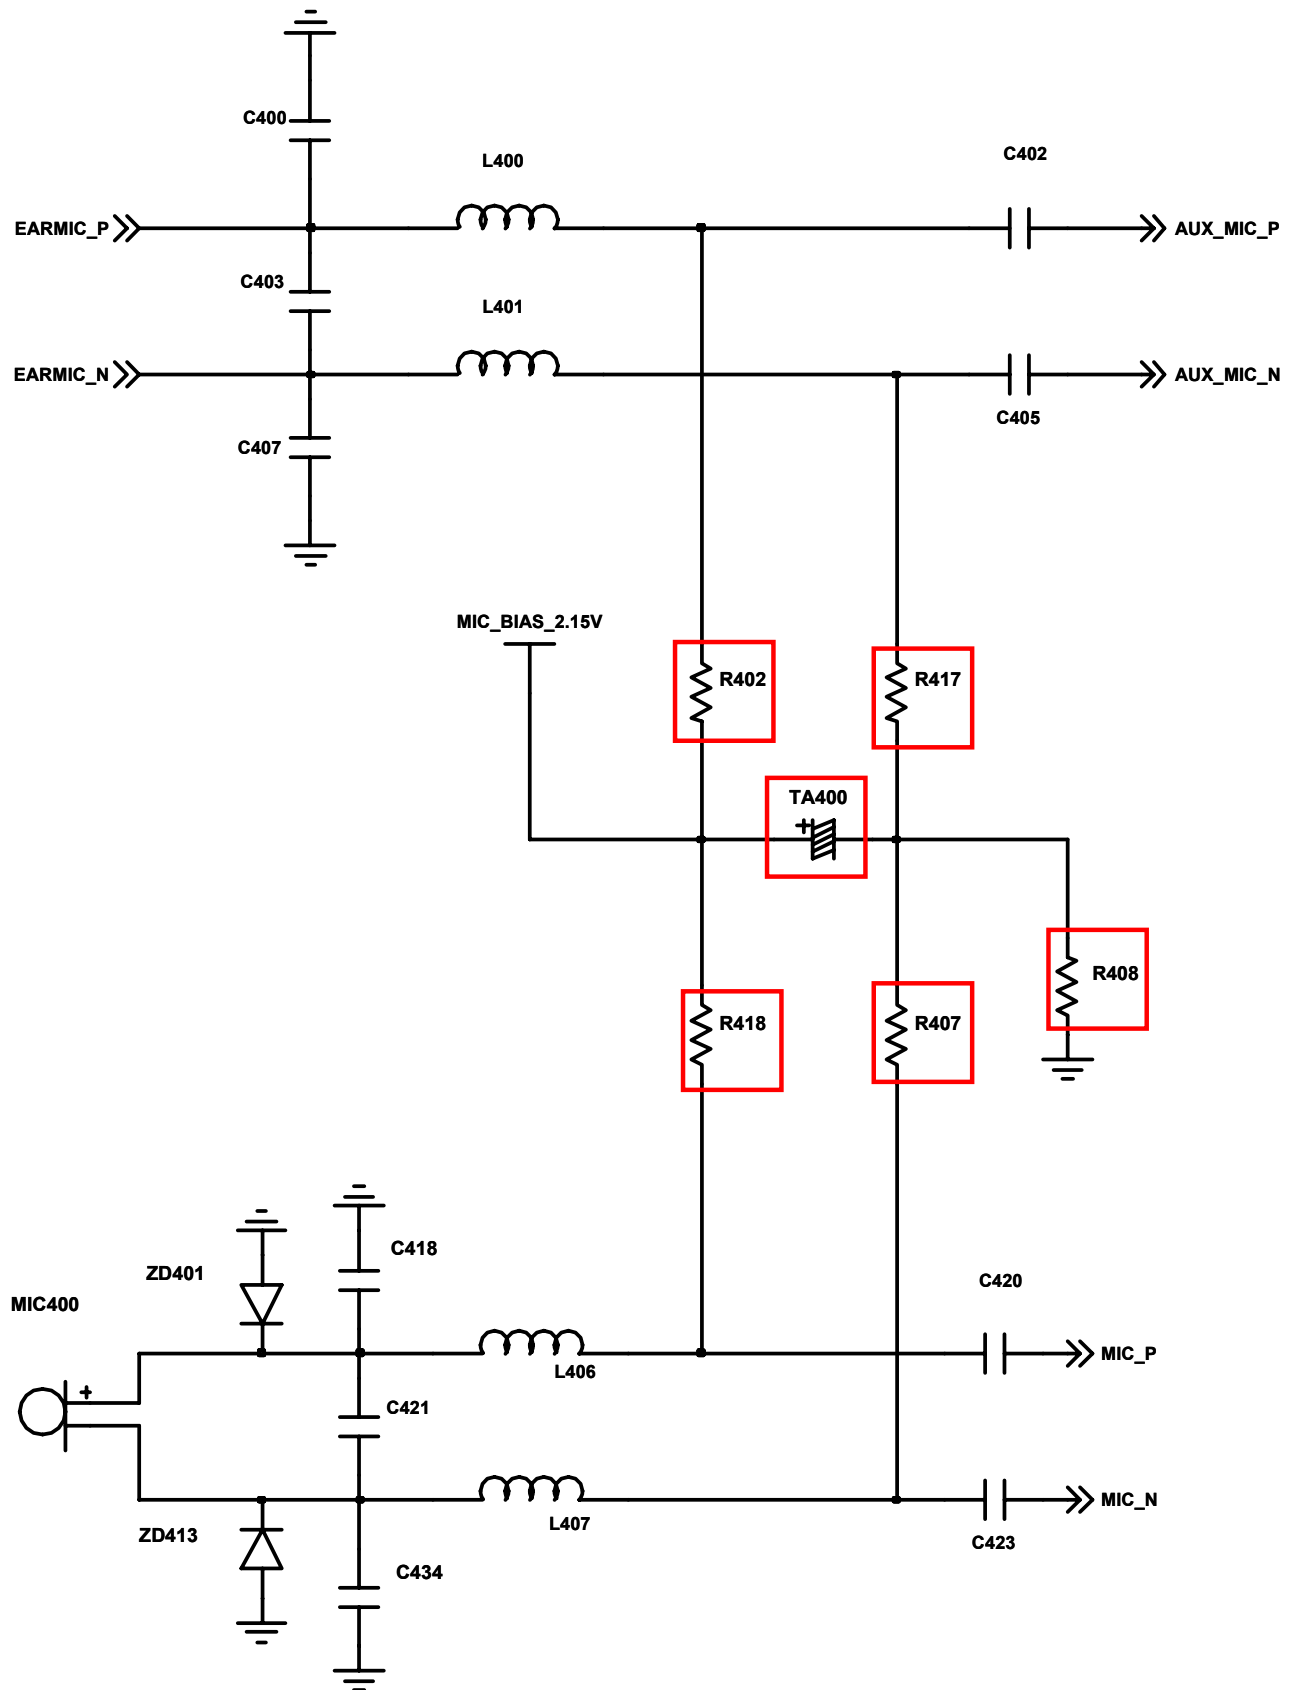 C400
L400
C402
EARMIC_P
AUX_MIC_P
C403
L401
EARMIC_N
AUX_MIC_N
C405
C407
MIC_BIAS_2.15V
R402
R417
TA400
+
R408
R418
R407
C418
ZD401
C420
MIC400
MIC_P
L406
+
C421
MIC_N
L407
ZD413
C423
C434